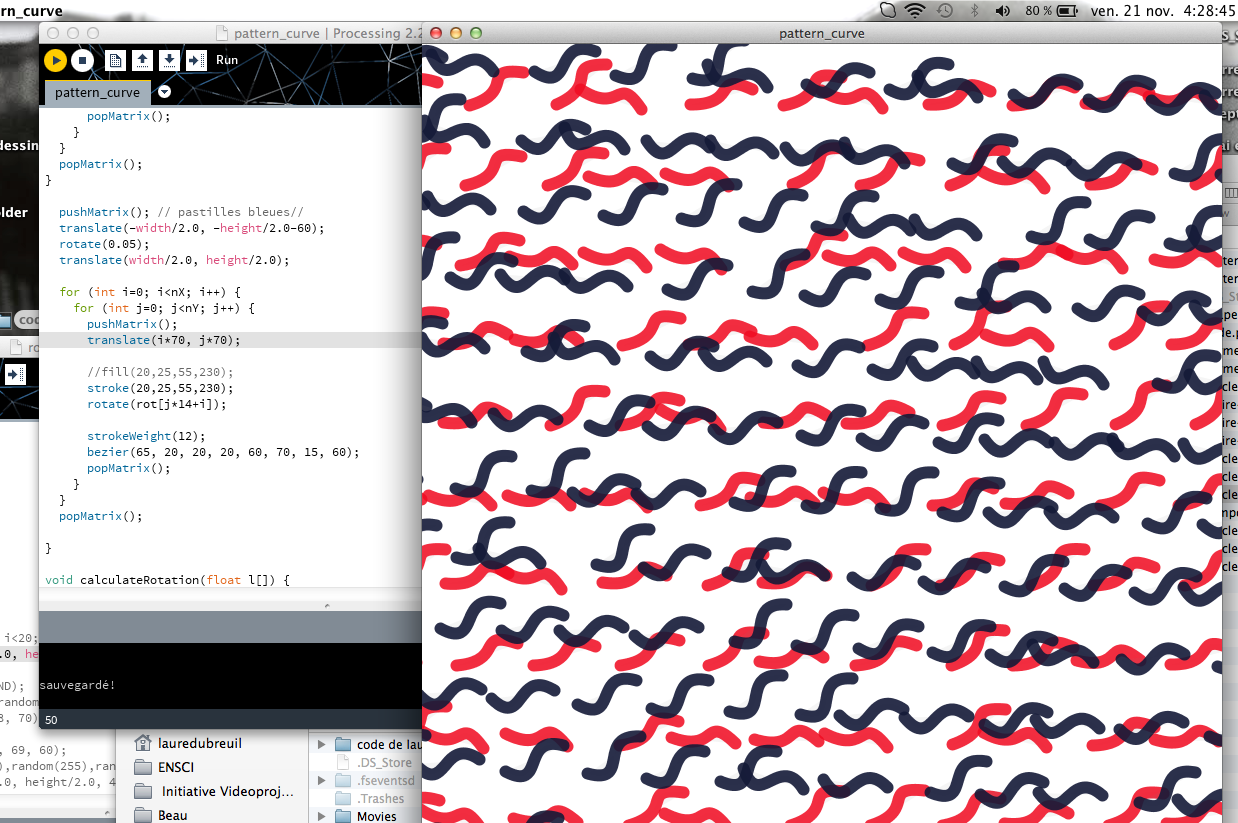 rn_curve
80 %
ven. 21 nov. 4:28:45
pattern_curve | Processing 2.2
pattern_curve
Run
pattern_curve
popMatrix();
}
}
popMatrix();
}
pushMatrix(); // pastilles bleues//
translate(-width/2.0, -height/2.0-60);
rotate(0.05);
translate(width/2.0, height/2.0);
for (int i=0; i<nX; i++) {
for (int j=0; j<nY; j++) {
pushMatrix();
translate(i*70, j*70);
//fill(20,25,55,230);
stroke(20,25,55,230);
rotate(rot[j*14+i]);
strokeWeight(12);
bezier(65, 20, 20, 20, 60, 70, 15, 60);
popMatrix();
}
}
popMatrix();
}
void calculateRotation(float l[]) {
sauvegardé!
50
dessin
older
coo
ro
i<20;
.0, he
ND);
random
3, 70)
, 69, 60);
),random(255),ran
.0, height/2.0, 4
lauredubreuil
ENSCI
Initiative Videoproj...
Beau
code de lau
.DS_Store
.fseventsd
.Trashes
Movies